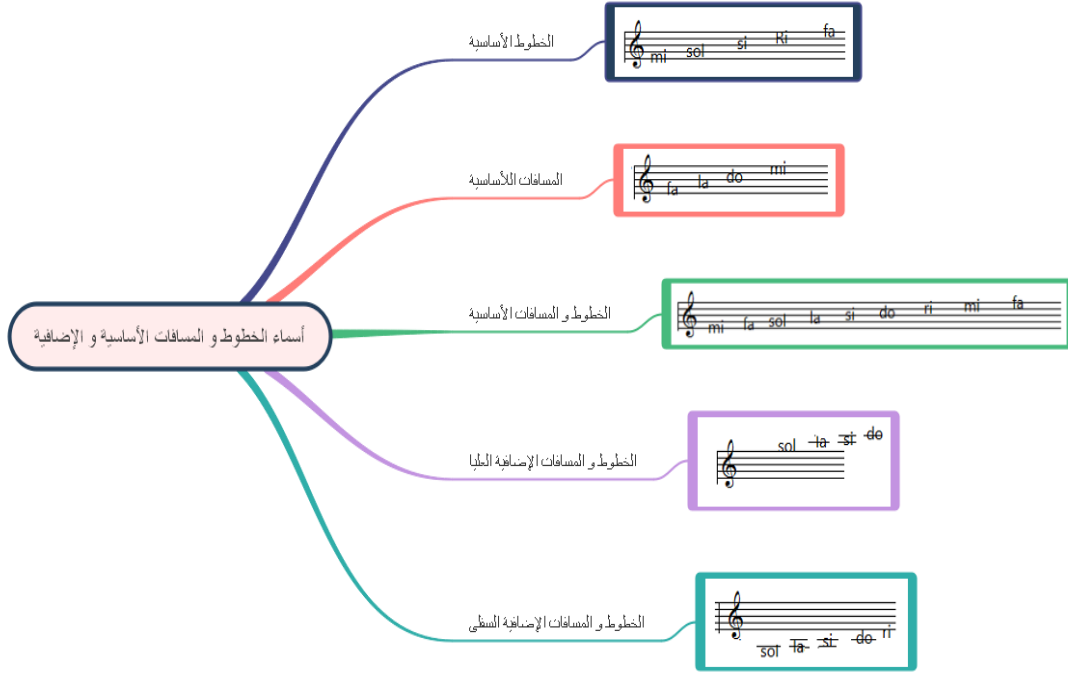 الخطوط الأساسية
mi sol si Ri fa
المسافات اللأساسية
fa la do mi
أسماء الخطوط و المسافات الأساسية و الإضافية
الخطوط و المسافات الأساسية
mi fa sol la si do ri mi fa
الخطوط و المسافات الإضافية العليا
sol la si do
الخطوط و المسافات الإضافية السفلى
sol la si do ri